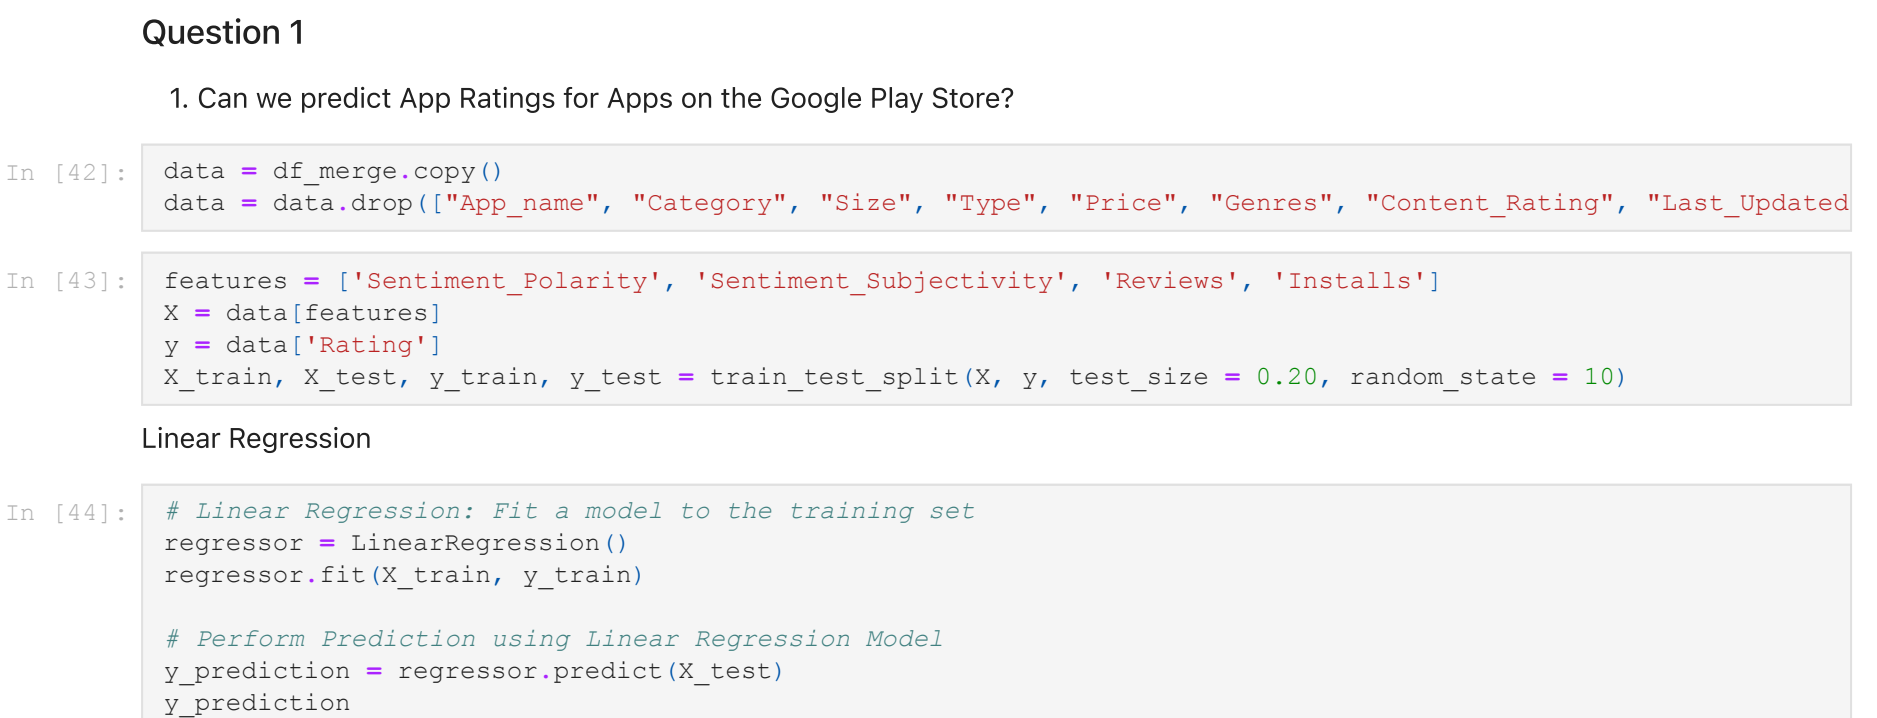 Question 1
1. Can we predict App Ratings for Apps on the Google Play Store?
In [42]:
data = df_merge.copy()
data = data.drop(["App_name", "Category", "Size", "Type", "Price", "Genres", "Content_Rating", "Last_Updated
In [43]:
features = ['Sentiment_Polarity', 'Sentiment_Subjectivity', 'Reviews', 'Installs']
X = data[features]
y = data['Rating']
X_train, X_test, y_train, y_test = train_test_split(X, y, test_size = 0.20, random_state = 10)
Linear Regression
In [44]:
# Linear Regression: Fit a model to the training set
regressor = LinearRegression()
regressor.fit(X_train, y_train)
# Perform Prediction using Linear Regression Model
y_prediction = regressor.predict(X_test)
y_prediction